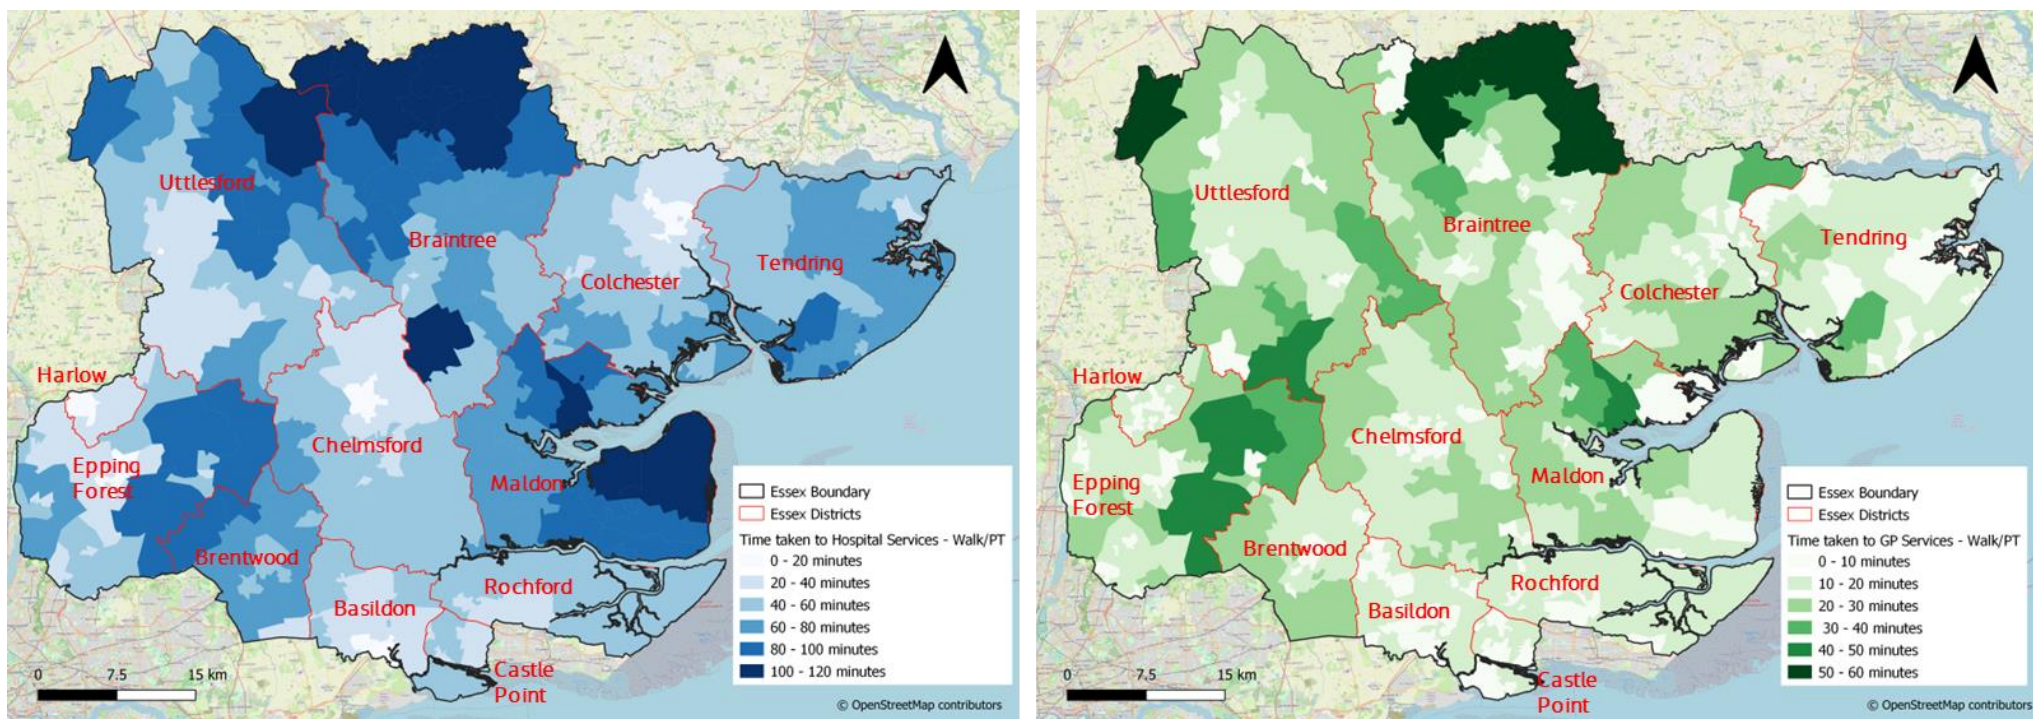 Uttlesford
Braintree
Colchester
Tendring
Harlow
Chelmsford
Epping
Forest
Maldon
Brentwood
Basildon
Rochford
Castle
Point
Essex Boundary
Essex Districts
Time taken to Hospital Services - Walk/PT
0 - 20 minutes
20 - 40 minutes
40 - 60 minutes
60 - 80 minutes
80 - 100 minutes
100 - 120 minutes
0 7.5 15 km
© OpenStreetMap contributors
Uttlesford
Braintree
Tendring
Colchester
Harlow
Chelmsford
Epping
Forest
Maldon
Brentwood
Rochford
Basildon
Castle
Point
Essex Boundary
Essex Districts
Time taken to GP Services - Walk/PT
0 - 10 minutes
10 - 20 minutes
20 - 30 minutes
30 - 40 minutes
40 - 50 minutes
50 - 60 minutes
0 7.5 15 km
© OpenStreetMap contributors